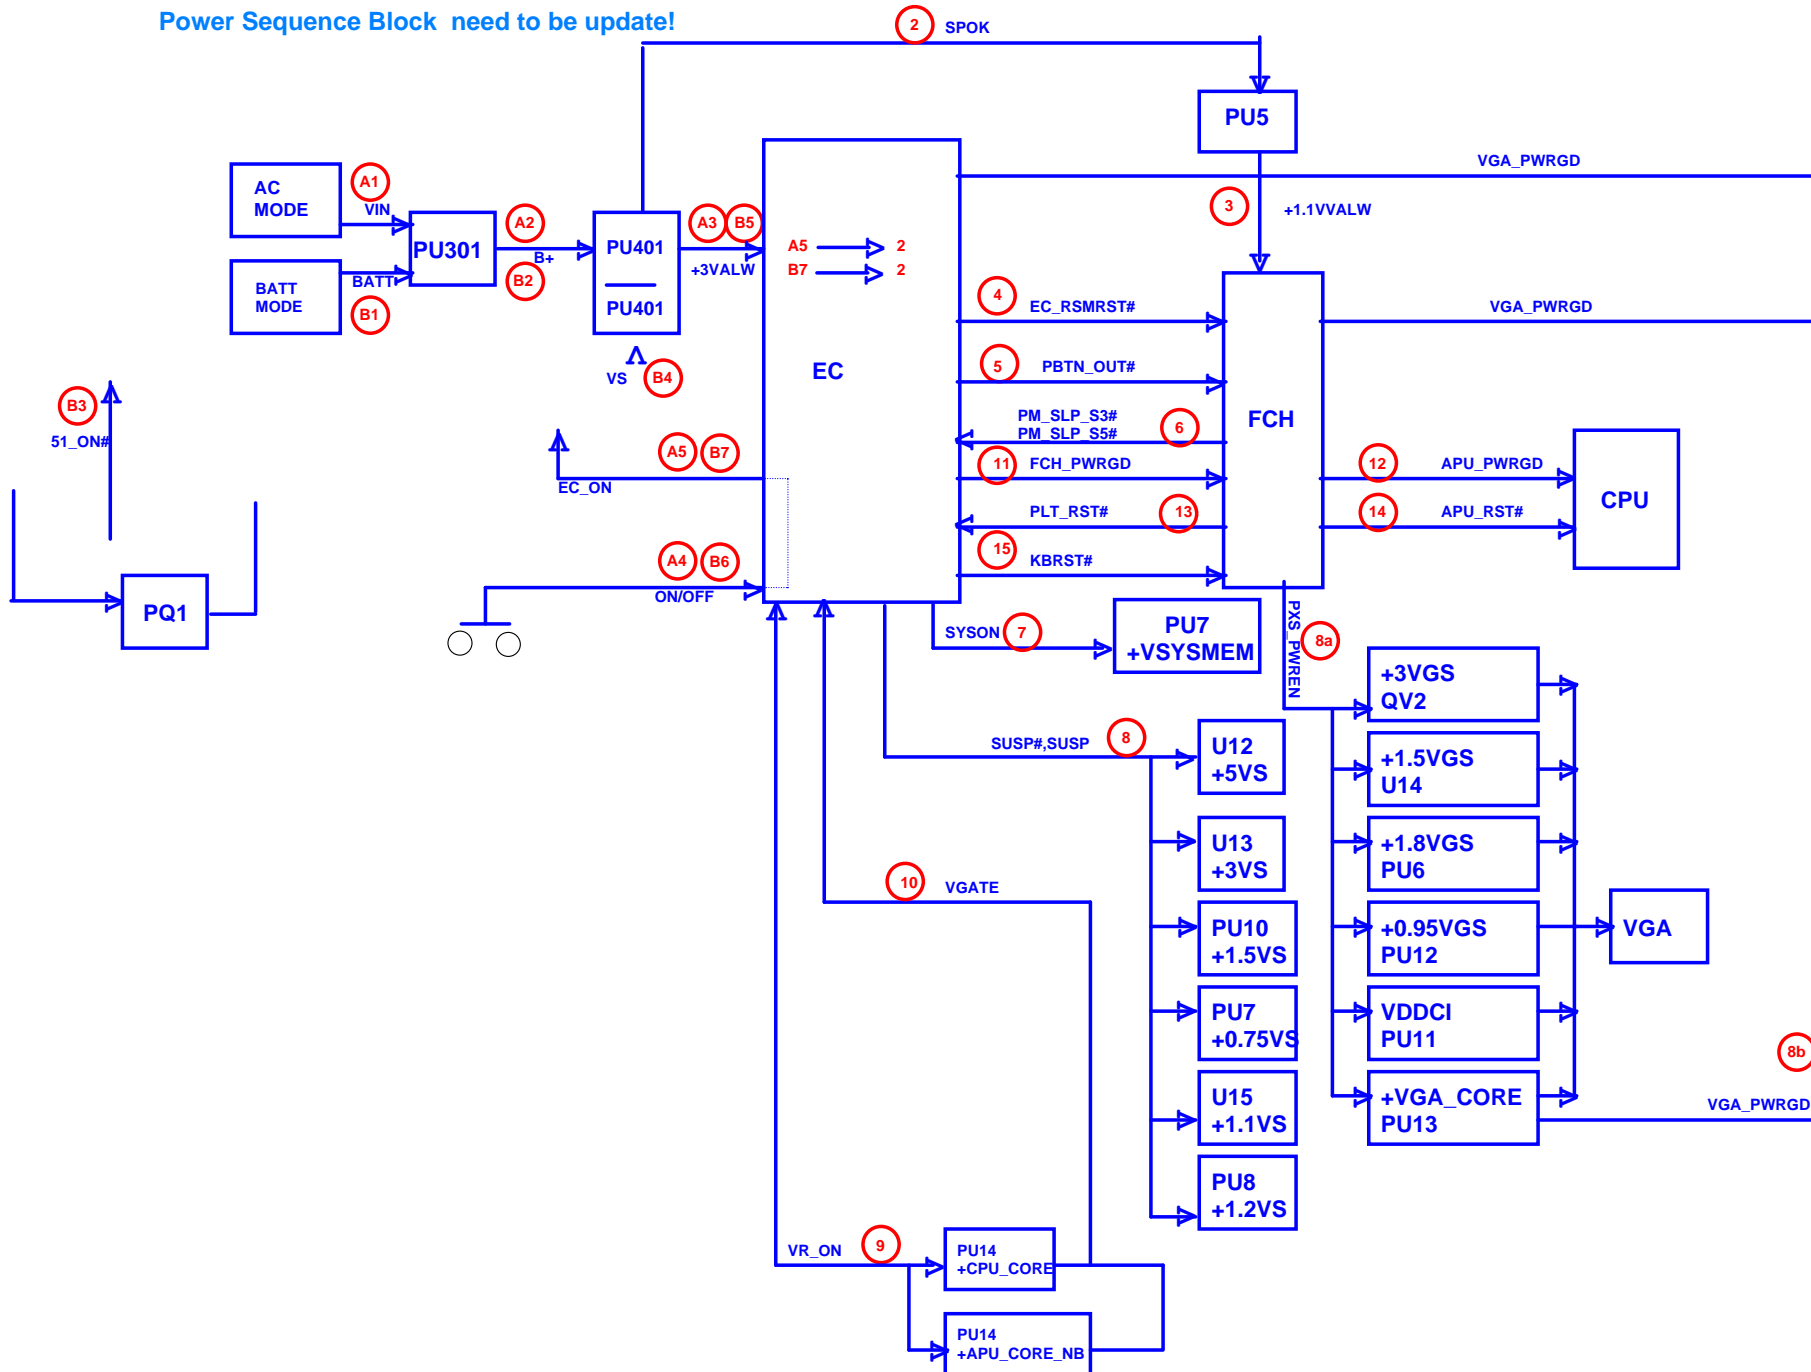 Power Sequence Block  need to be update!
2
SPOK
PU5
VGA_PWRGD
3
+1.1VVALW
AC
MODE
A1
VIN
BATT
MODE
BATT
B1
PU301
A2
B+
B2
PU401
PU401
A3
B5
+3VALW
VS
B4
A5
2
B7
2
EC
4
EC_RSMRST#
5
PBTN_OUT#
PM_SLP_S3#
PM_SLP_S5#
6
11
FCH_PWRGD
PLT_RST#
13
15
KBRST#
FCH
VGA_PWRGD
12
APU_PWRGD
14
APU_RST#
CPU
B3
51_ON#
PQ1
A5
B7
EC_ON
A4
B6
ON/OFF
SYSON
7
PU7
+VSYSMEM
PXS_PWREN
8a
SUSP#,SUSP
8
U12
+5VS
U13
+3VS
PU10
+1.5VS
PU7
+0.75VS
U15
+1.1VS
PU8
+1.2VS
+3VGS
QV2
+1.5VGS
U14
+1.8VGS
PU6
+0.95VGS
PU12
VDDCI
PU11
+VGA_CORE
PU13
VGA
8b
VGA_PWRGD
10
VGATE
VR_ON
9
PU14
+CPU_CORE
PU14
+APU_CORE_NB